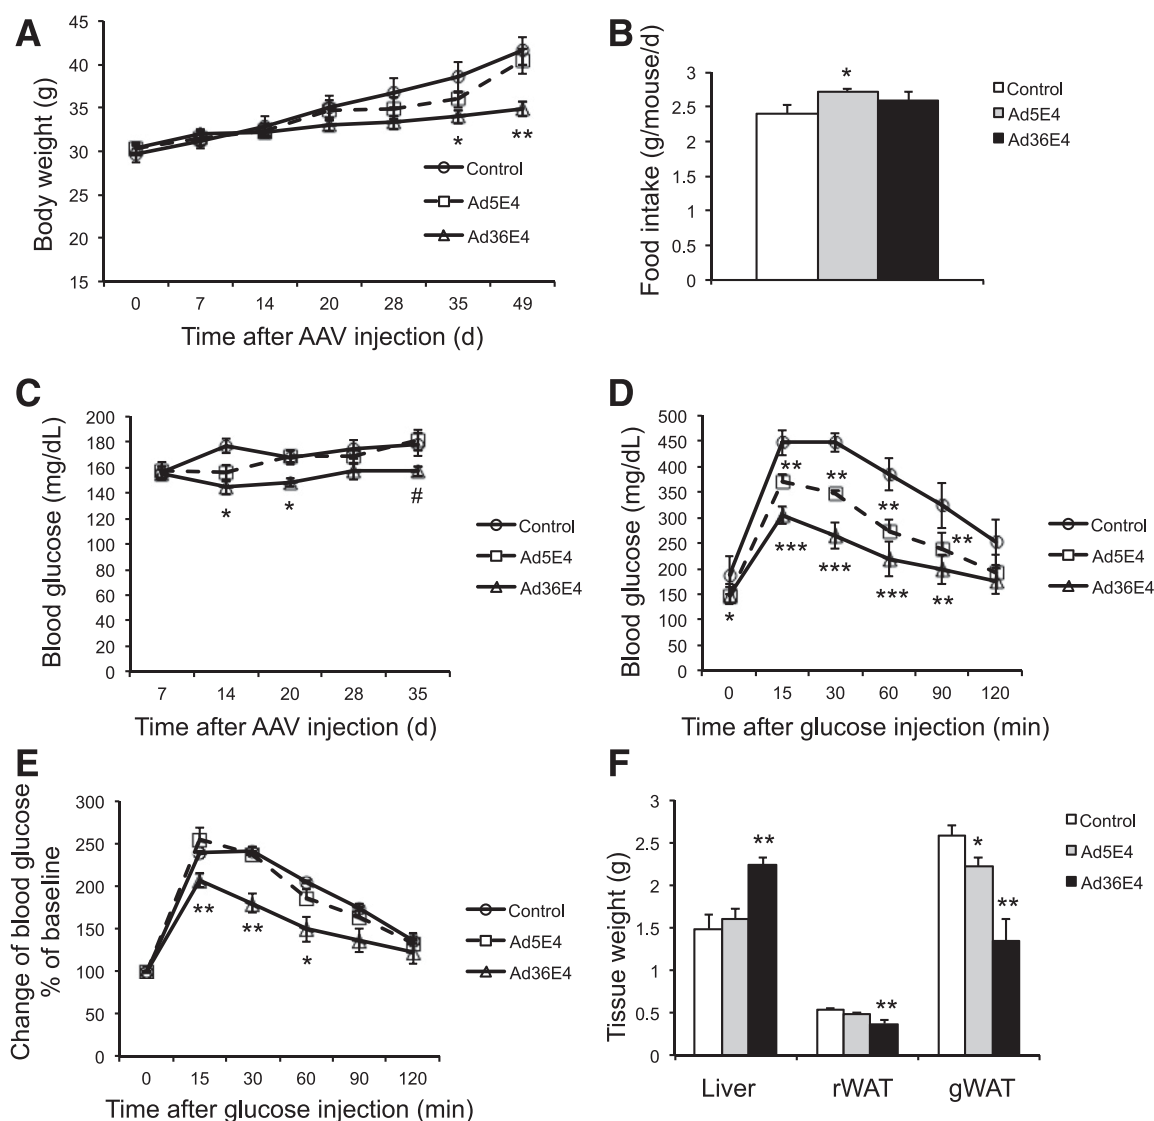 A
Body weight (g)
45
40
35
30
25
20
15
* **
Control
Ad5E4
Ad36E4
0 7 14 20 28 35 49
Time after AAV injection (d)
B
Food intake (g/mouse/d)
3
2.5
2
1.5
1
0.5
0
*
Control
Ad5E4
Ad36E4
C
Blood glucose (mg/dL)
200
180
160
140
120
100
80
60
40
20
0
* * #
Control
Ad5E4
Ad36E4
7 14 20 28 35
Time after AAV injection (d)
D
Blood glucose (mg/dL)
500
450
400
350
300
250
200
150
100
50
0
** ** ** **
* *** *** *** **
Control
Ad5E4
Ad36E4
0 15 30 60 90 120
Time after glucose injection (min)
E
Change of blood glucose
% of baseline
300
250
200
150
100
50
0
** ** *
Control
Ad5E4
Ad36E4
0 15 30 60 90 120
Time after glucose injection (min)
F
Tissue weight (g)
3
2.5
2
1.5
1
0.5
0
** ** * **
Control
Ad5E4
Ad36E4
Liver rWAT gWAT